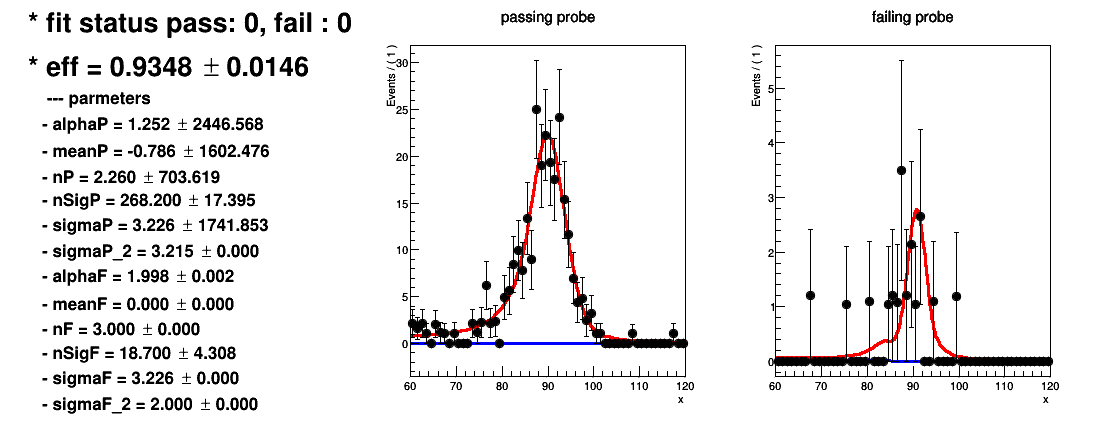 * fit status pass: 0, fail : 0
* eff = 0.9348 ± 0.0146
--- parmeters
- alphaP = 1.252 ± 2446.568
- meanP = -0.786 ± 1602.476
- nP = 2.260 ± 703.619
- nSigP = 268.200 ± 17.395
- sigmaP = 3.226 ± 1741.853
- sigmaP_2 = 3.215 ± 0.000
- alphaF = 1.998 ± 0.002
- meanF = 0.000 ± 0.000
- nF = 3.000 ± 0.000
- nSigF = 18.700 ± 4.308
- sigmaF = 3.226 ± 0.000
- sigmaF_2 = 2.000 ± 0.000
passing probe
Events / ( 1 )
30
25
20
15
10
5
0
60 70 80 90 100 110 120
x
failing probe
Events / ( 1 )
5
4
3
2
1
0
60 70 80 90 100 110 120
x